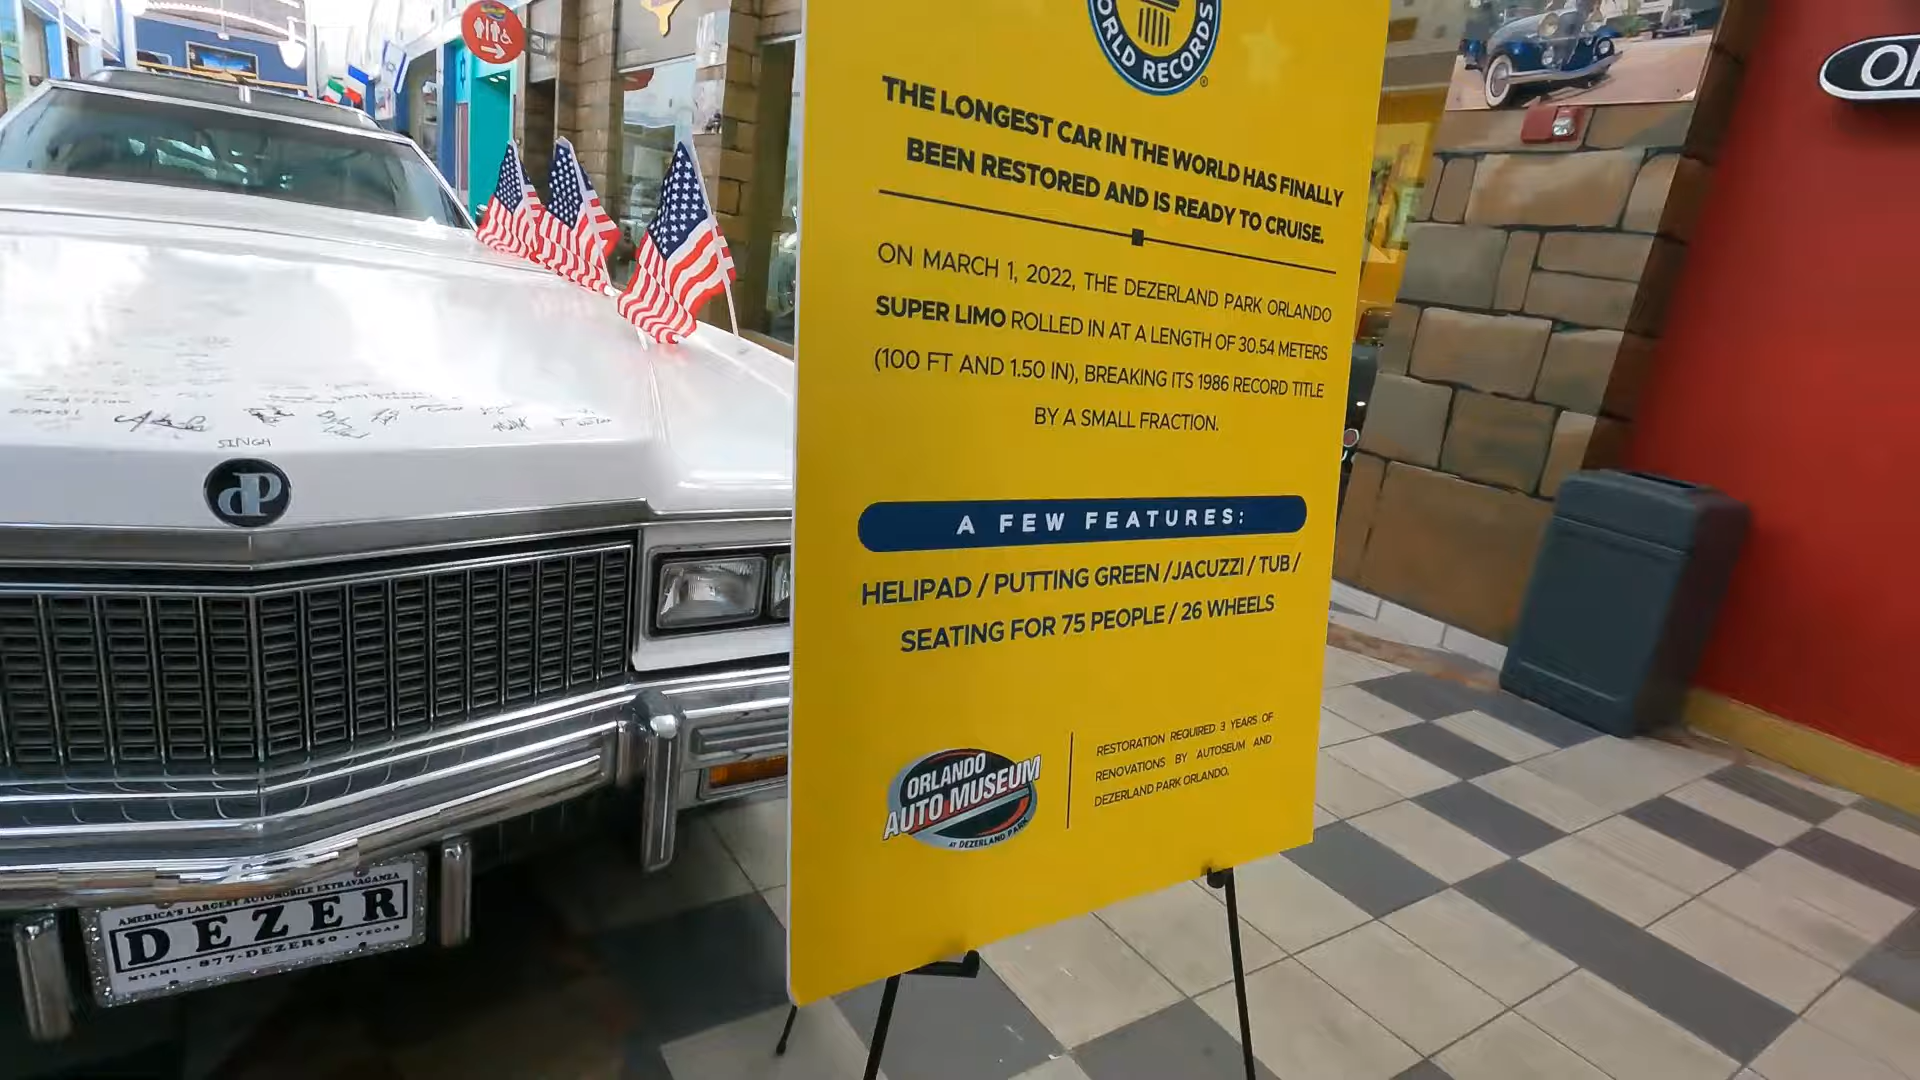 WORLD RECORDS
THE LONGEST CAR IN THE WORLD HAS FINALLY
BEEN RESTORED AND IS READY TO CRUISE.
ON MARCH 1, 2022, THE DEZERLAND PARK ORLANDO
SUPER LIMO ROLLED IN AT A LENGTH OF 30.54 METERS
(100 FT AND 1.50 IN), BREAKING ITS 1986 RECORD TITLE
BY A SMALL FRACTION.
A FEW FEATURES:
HELIPAD / PUTTING GREEN /JACUZZI / TUB /
SEATING FOR 75 PEOPLE / 26 WHEELS
ORLANDO
AUTO MUSEUM
AT DEZERLAND PARK
RESTORATION REQUIRED 3 YEARS OF
RENOVATIONS BY AUTOSEUM AND
DEZERLAND PARK ORLANDO.
SINGH
dP
AMERICA'S LARGEST AUTOMOBILE EXTRAVAGANZA
DEZER
MIAMI • 877-DEZER50 • VEGAS